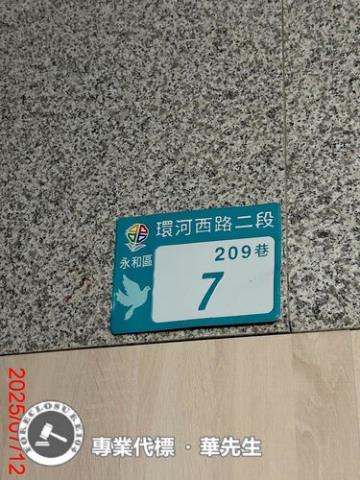 環河西路二段
永和區
209巷
7
2025/07/12
FORECLOSURE104
專業代標 · 華先生